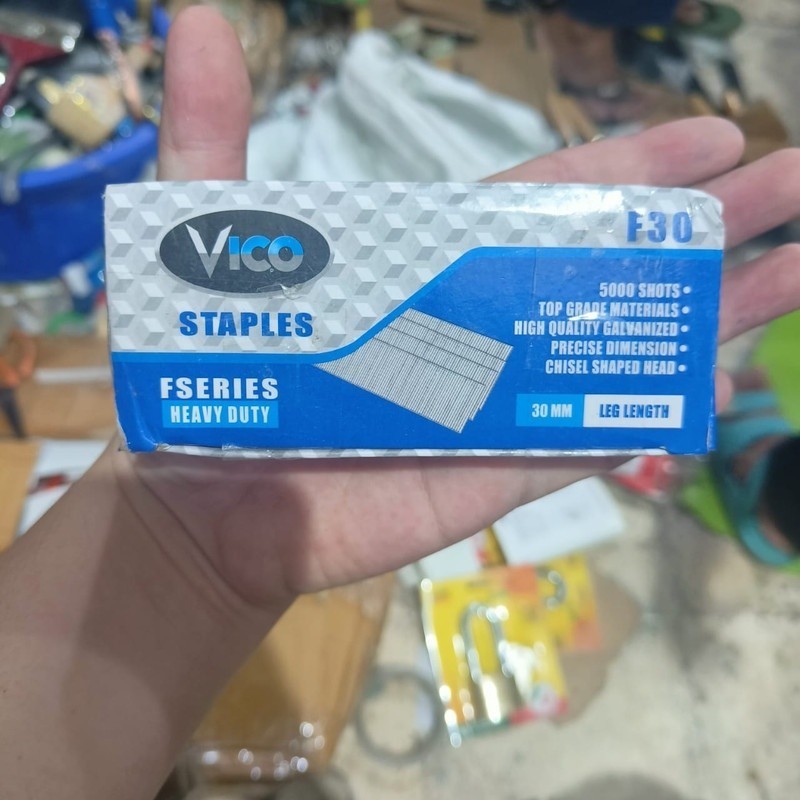 VICO
STAPLES
FSERIES
HEAVY DUTY
F30
5000 SHOTS •
TOP GRADE MATERIALS •
HIGH QUALITY GALVANIZED •
PRECISE DIMENSION •
CHISEL SHAPED HEAD •
30 MM LEG LENGTH